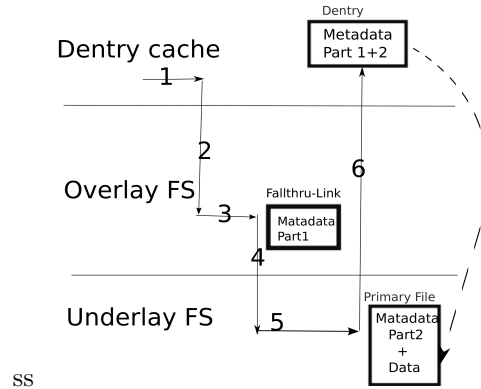 Dentry
Metadata
Part 1+2
Dentry cache
1
2
Overlay FS
6
Fallthru-Link
3
Matadata
Part1
4
Primary File
Underlay FS
5
Matadata
Part2
+
Data
ss